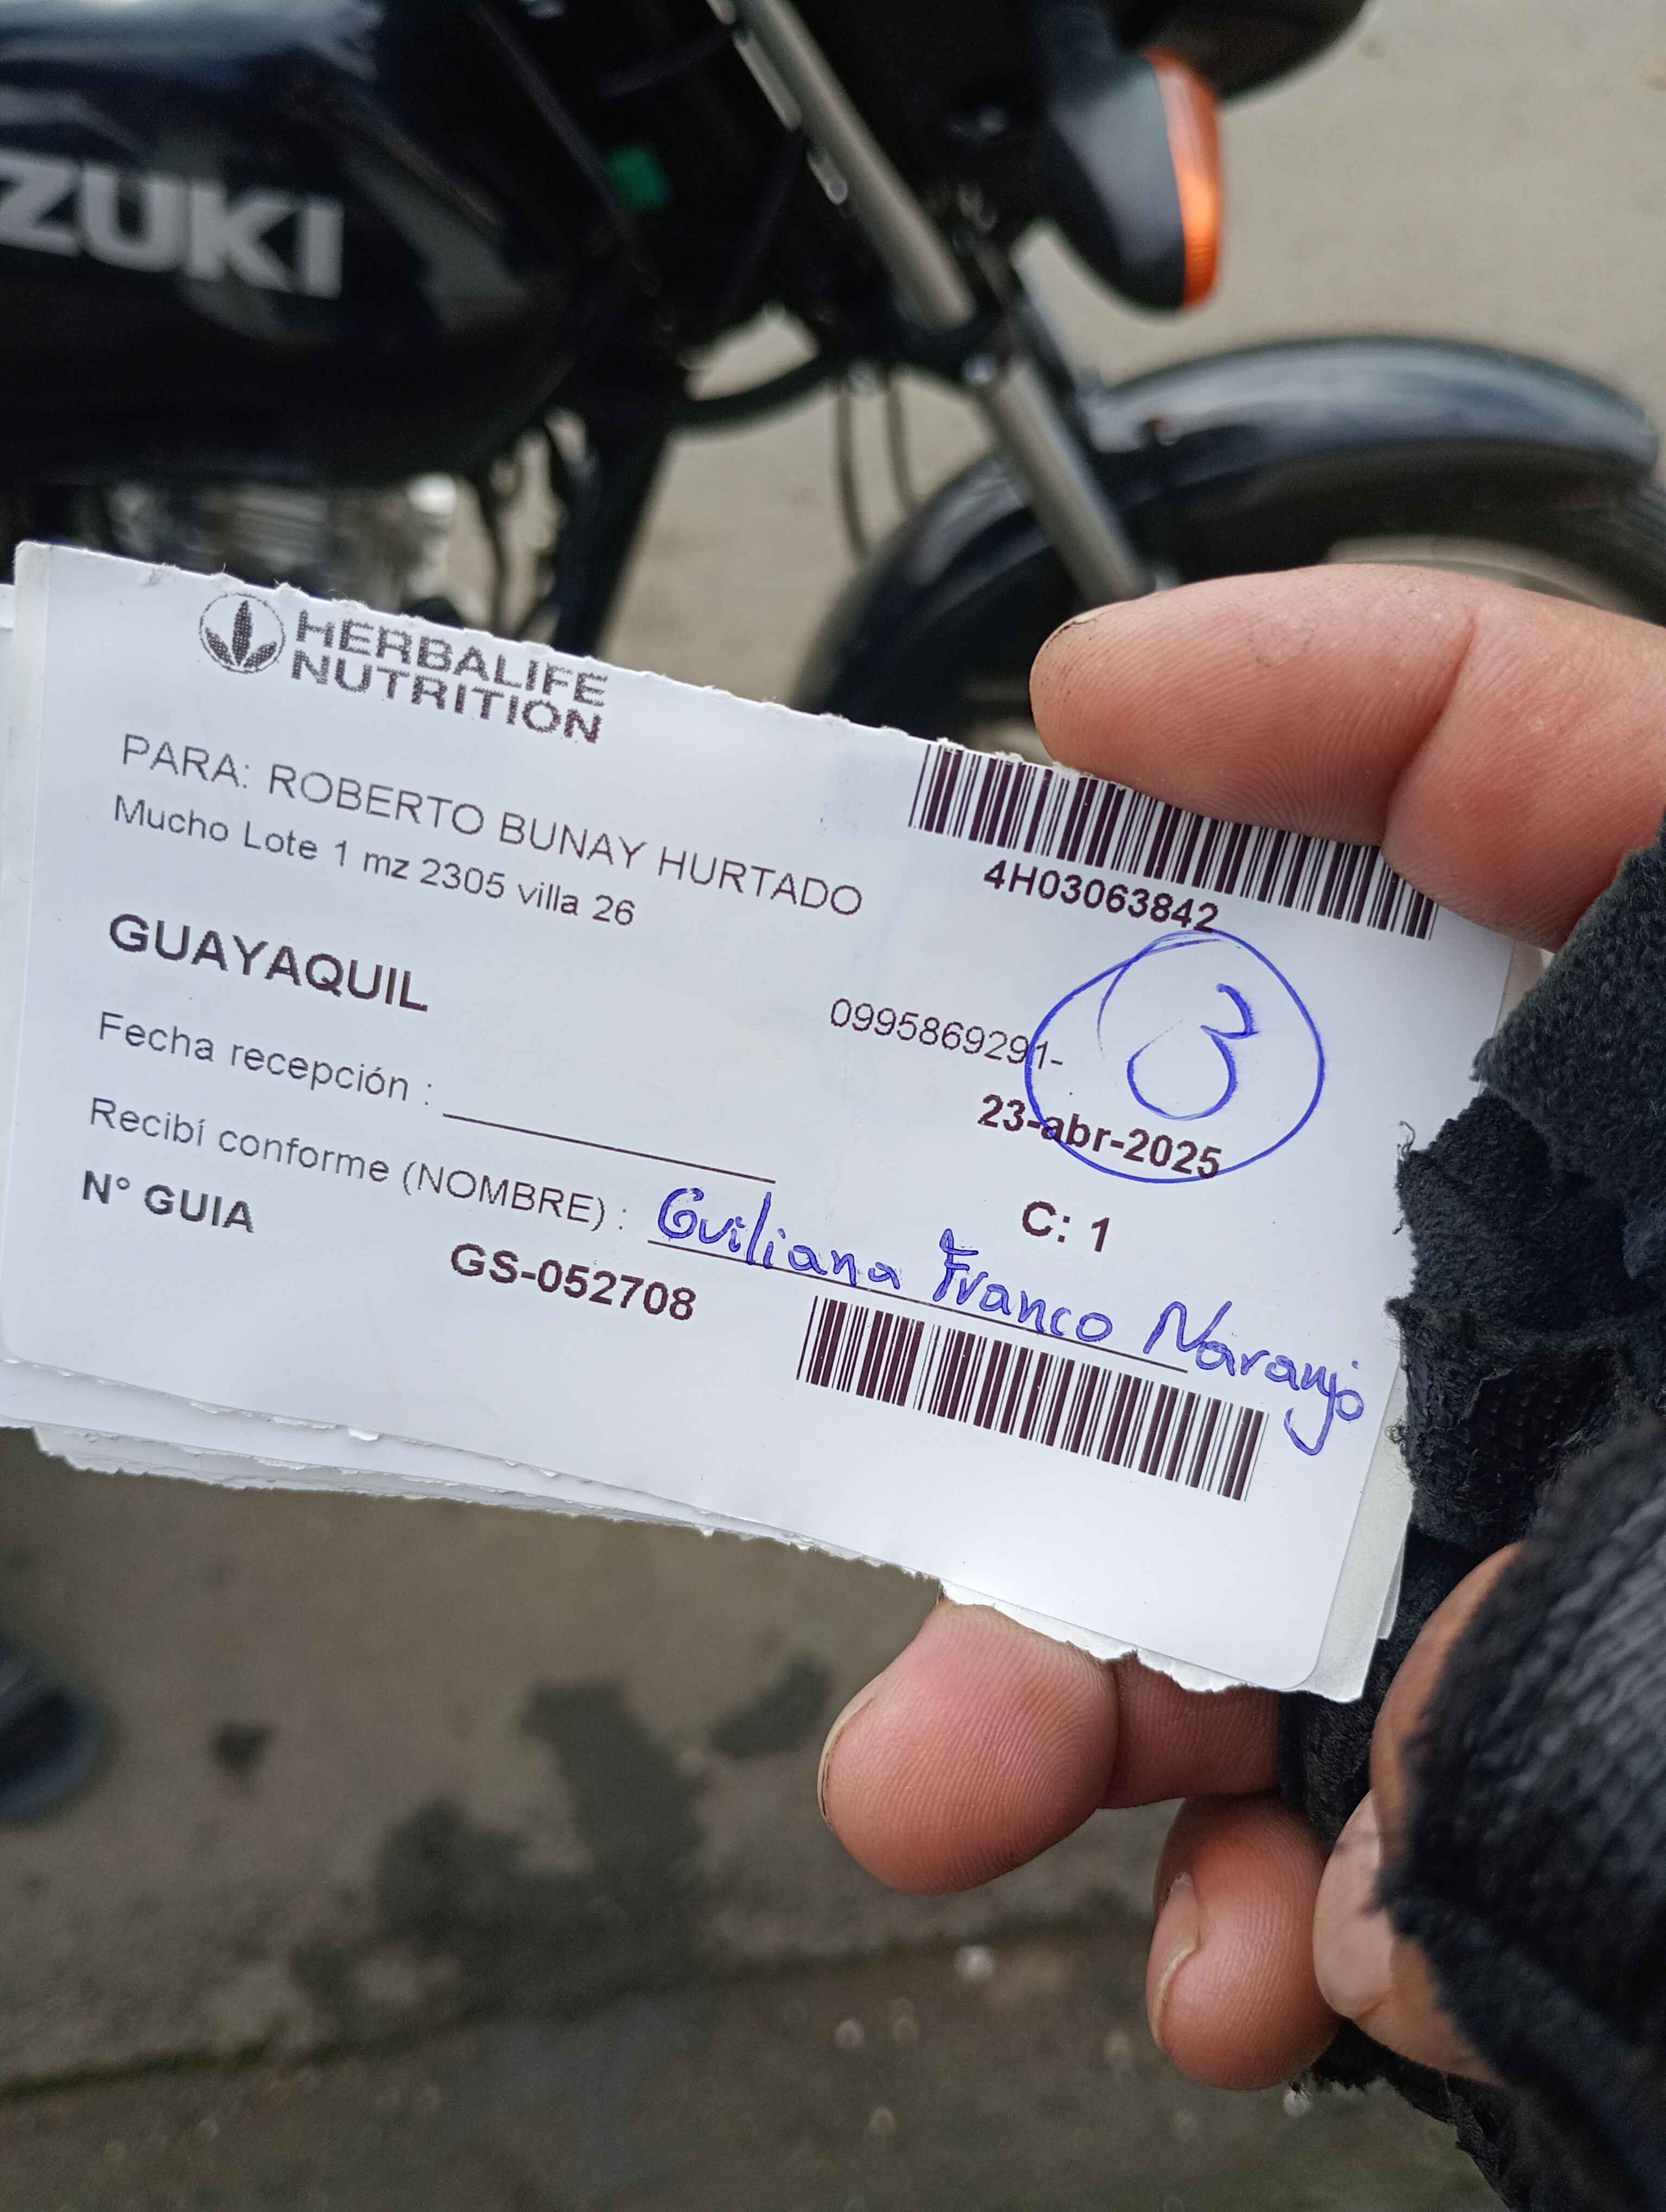 ZUKI
HERBALIFE
NUTRITION
PARA: ROBERTO BUNAY HURTADO
Mucho Lote 1 mz 2305 villa 26
4H03063842
GUAYAQUIL
0995869291-
3
Fecha recepción :
23-abr-2025
Recibí conforme (NOMBRE) : Guiliana Franco Naranjo
C: 1
N° GUIA
GS-052708